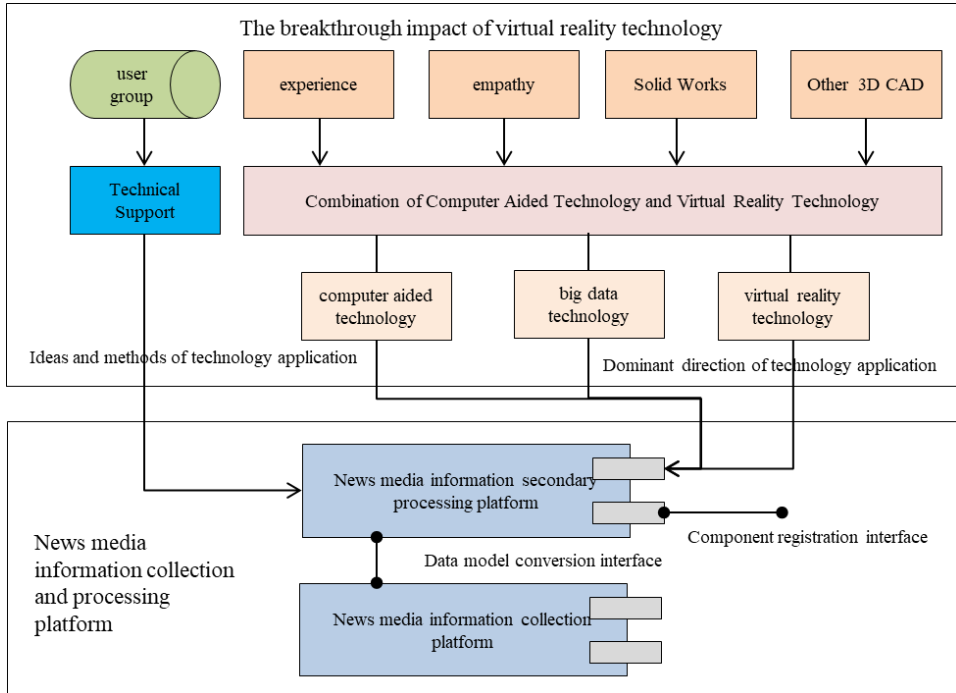 The breakthrough impact of virtual reality technology
user
group
experience
empathy
Solid Works
Other 3D CAD
Technical
Support
Combination of Computer Aided Technology and Virtual Reality Technology
computer aided
technology
big data
technology
virtual reality
technology
Ideas and methods of technology application
Dominant direction of technology application
News media information secondary
processing platform
Component registration interface
News media
information collection
and processing
platform
Data model conversion interface
News media information collection
platform